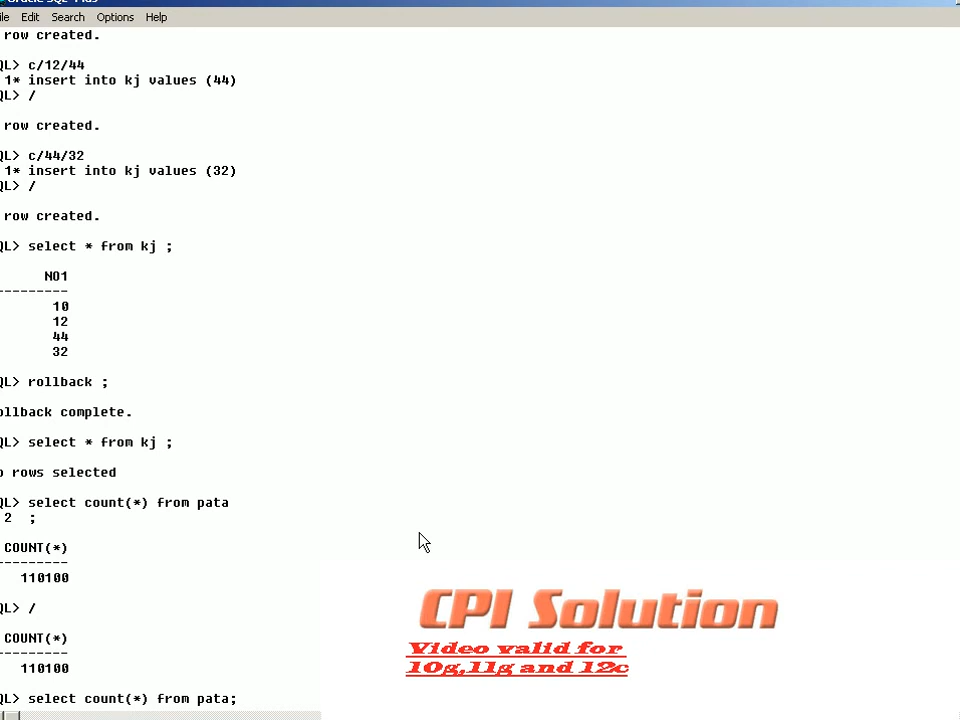 ile Edit Search Options Help
row created.
QL> c/12/44
1* insert into kj values (44)
QL> /
row created.
QL> c/44/32
1* insert into kj values (32)
QL> /
row created.
QL> select * from kj ;
NO1
---------
10
12
44
32
QL> rollback ;
ollback complete.
QL> select * from kj ;
o rows selected
QL> select count(*) from pata
2 ;
COUNT(*)
---------
110100
QL> /
COUNT(*)
---------
110100
QL> select count(*) from pata;
CPI Solution
Video valid for
10g,11g and 12c